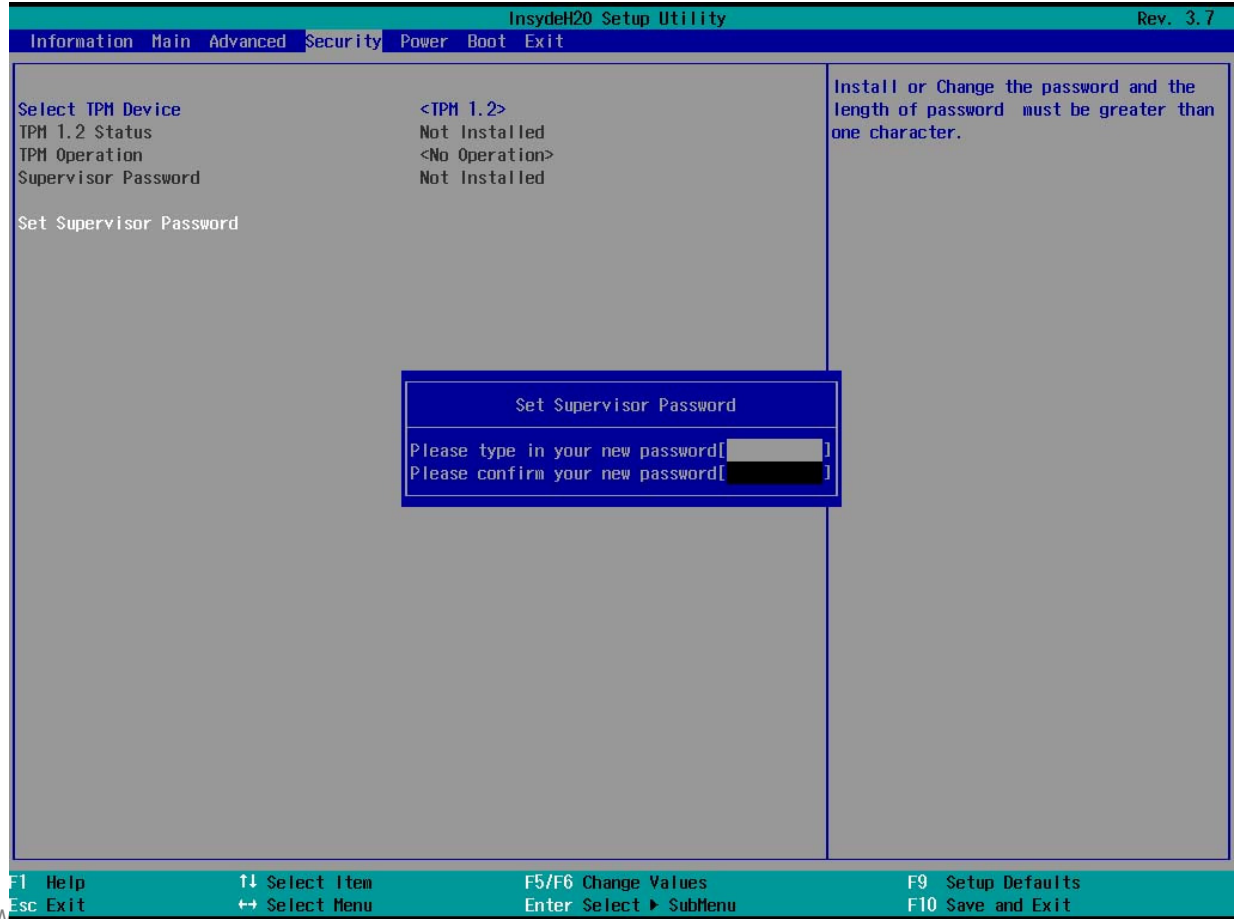 InsydeH20 Setup Utility Rev. 3.7
Information Main Advanced Security Power Boot Exit
Select TPM Device <TPM 1.2>
TPM 1.2 Status Not Installed
TPM Operation <No Operation>
Supervisor Password Not Installed
Set Supervisor Password
Install or Change the password and the
length of password must be greater than
one character.
Set Supervisor Password
Please type in your new password[ ]
Please confirm your new password[ ]
F1 Help ↑↓ Select Item F5/F6 Change Values F9 Setup Defaults
Esc Exit ↔ Select Menu Enter Select ▶ SubMenu F10 Save and Exit